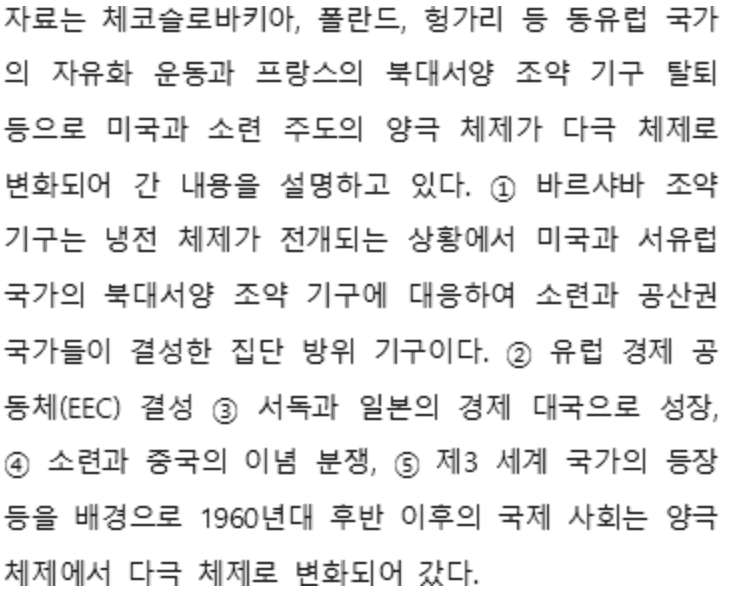 자료는 체코슬로바키아, 폴란드, 헝가리 등 동유럽 국가
의 자유화 운동과 프랑스의 북대서양 조약 기구 탈퇴
등으로 미국과 소련 주도의 양극 체제가 다극 체제로
변화되어 간 내용을 설명하고 있다. ① 바르샤바 조약
기구는 냉전 체제가 전개되는 상황에서 미국과 서유럽
국가의 북대서양 조약 기구에 대응하여 소련과 공산권
국가들이 결성한 집단 방위 기구이다. ② 유럽 경제 공
동체(EEC) 결성 ③ 서독과 일본의 경제 대국으로 성장,
④ 소련과 중국의 이념 분쟁, ⑤ 제3 세계 국가의 등장
등을 배경으로 1960년대 후반 이후의 국제 사회는 양극
체제에서 다극 체제로 변화되어 갔다.